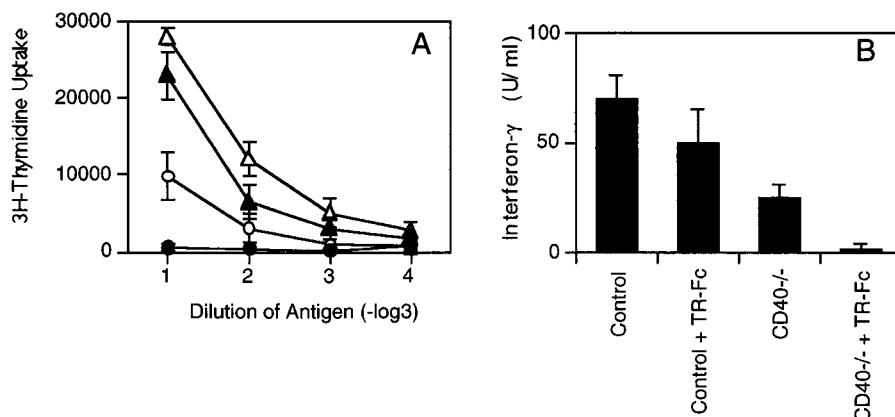 A
3H-Thymidine Uptake
30000
20000
10000
0
1 2 3 4
Dilution of Antigen (-log3)
B
Interferon-γ (U/ml)
100
50
0
Control
Control + TR-Fc
CD40-/-
CD40-/- + TR-Fc